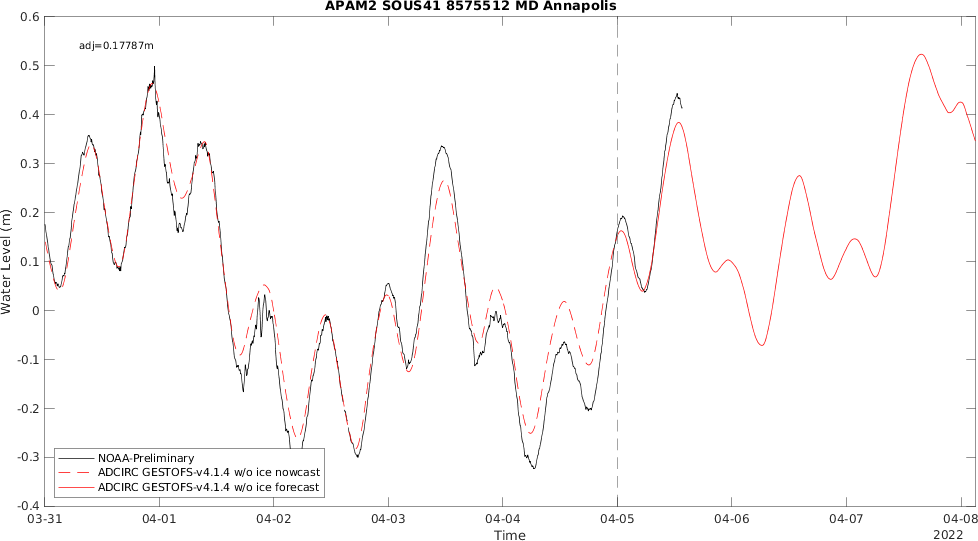 APAM2 SOUS41 8575512 MD Annapolis
adj=0.17787m
0.6
0.5
0.4
0.3
0.2
0.1
0
-0.1
-0.2
-0.3
-0.4
Water Level (m)
NOAA-Preliminary
ADCIRC GESTOFS-v4.1.4 w/o ice nowcast
ADCIRC GESTOFS-v4.1.4 w/o ice forecast
03-31 04-01 04-02 04-03 04-04 04-05 04-06 04-07 04-08
2022
Time